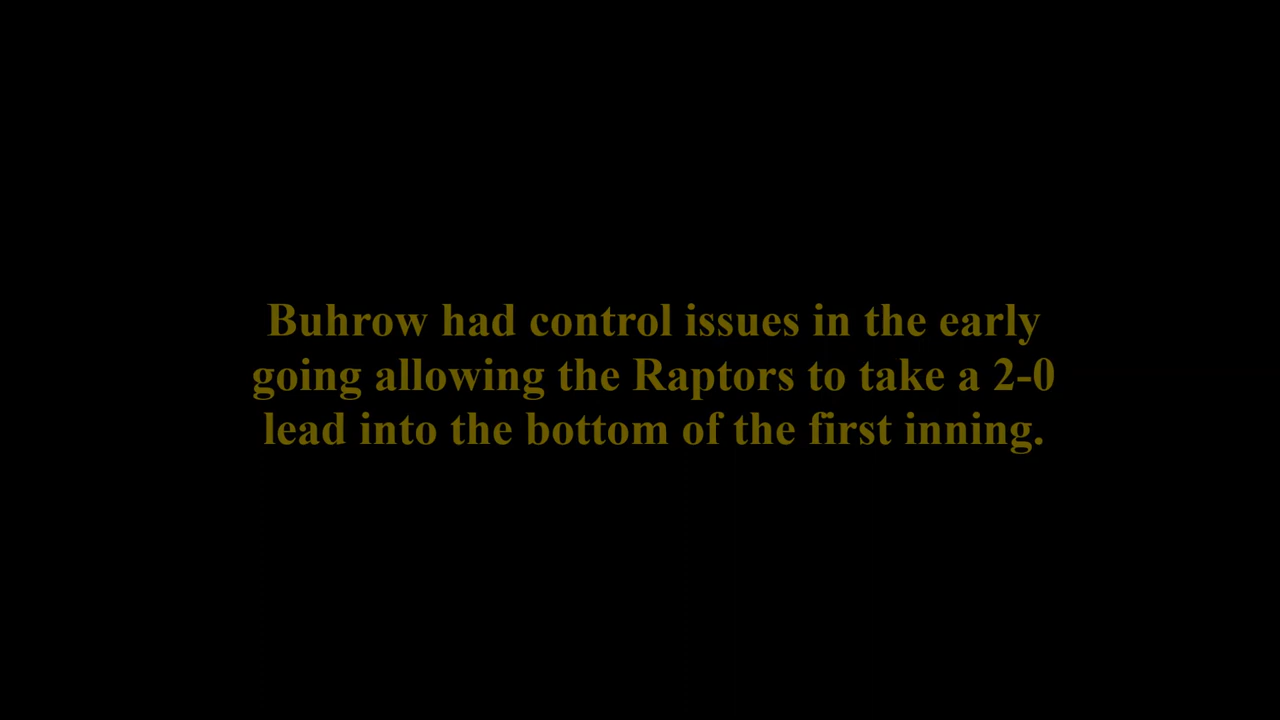 Buhrow had control issues in the early
going allowing the Raptors to take a 2-0
lead into the bottom of the first inning.